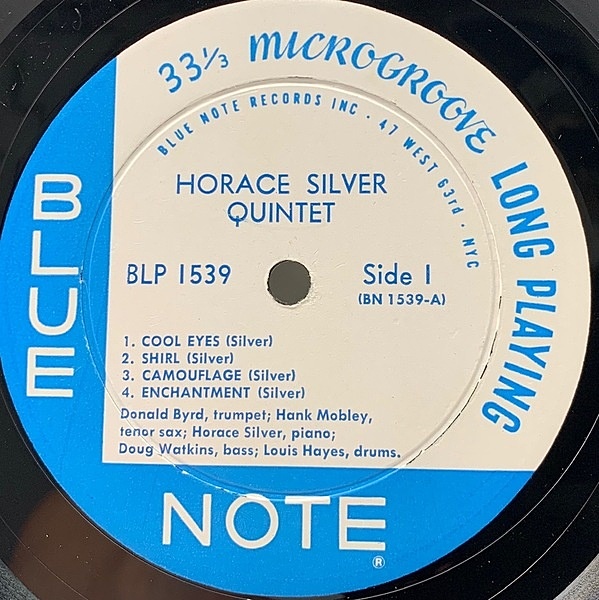 33⅓ MICROGROOVE LONG PLAYING
BLUE NOTE RECORDS INC · 47 WEST 63rd · NYC
HORACE SILVER
QUINTET
BLP 1539
Side 1
(BN 1539-A)
1. COOL EYES (Silver)
2. SHIRL (Silver)
3. CAMOUFLAGE (Silver)
4. ENCHANTMENT (Silver)
Donald Byrd, trumpet; Hank Mobley,
tenor sax; Horace Silver, piano;
Doug Watkins, bass; Louis Hayes, drums.
BLUE
NOTE®